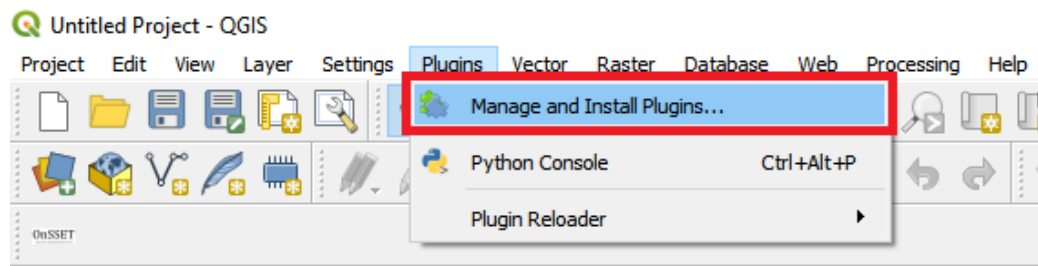 Untitled Project - QGIS
Project Edit View Layer Settings Plugins Vector Raster Database Web Processing Help
Manage and Install Plugins...
Python Console Ctrl+Alt+P
Plugin Reloader
OnSSET